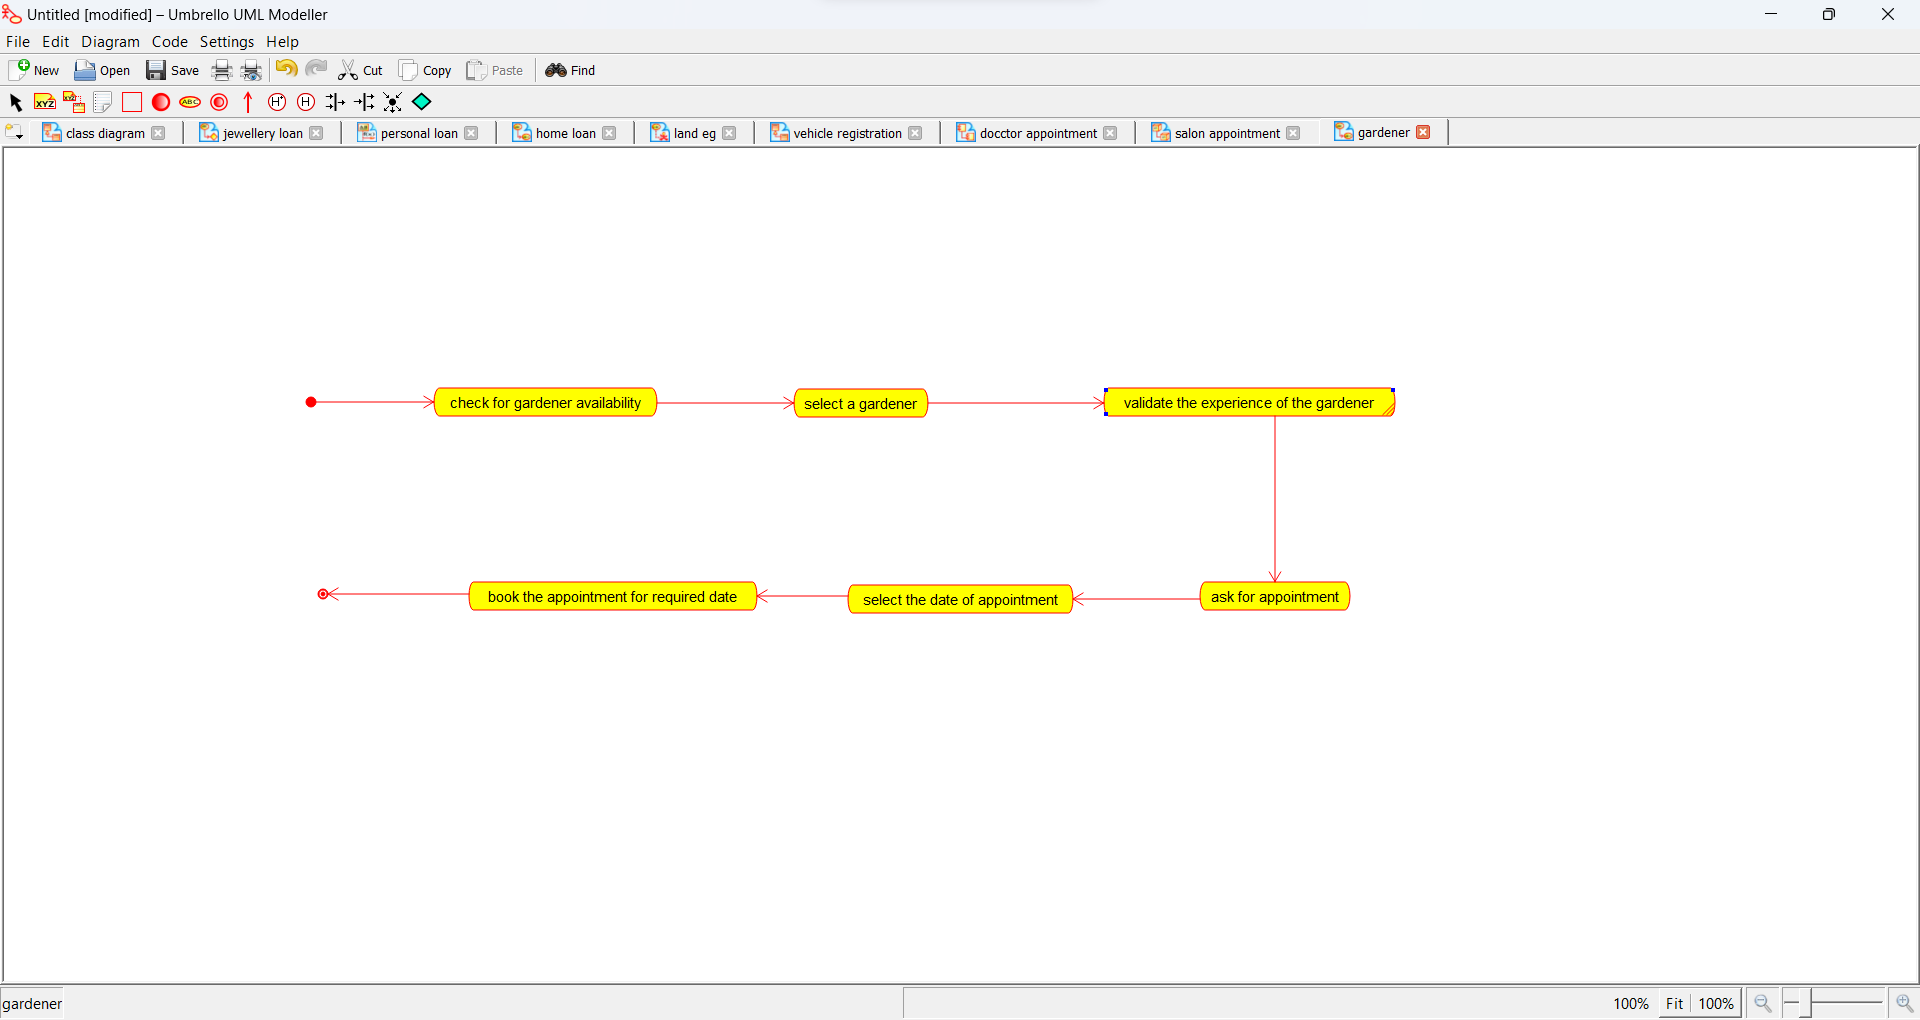 Untitled [modified] – Umbrello UML Modeller
File Edit Diagram Code Settings Help
New Open Save Cut Copy Paste Find
XYZ XYZ ABC H* H
class diagram jewellery loan personal loan home loan land eg vehicle registration docctor appointment salon appointment gardener
check for gardener availability select a gardener validate the experience of the gardener
book the appointment for required date select the date of appointment ask for appointment
gardener 100% Fit 100%